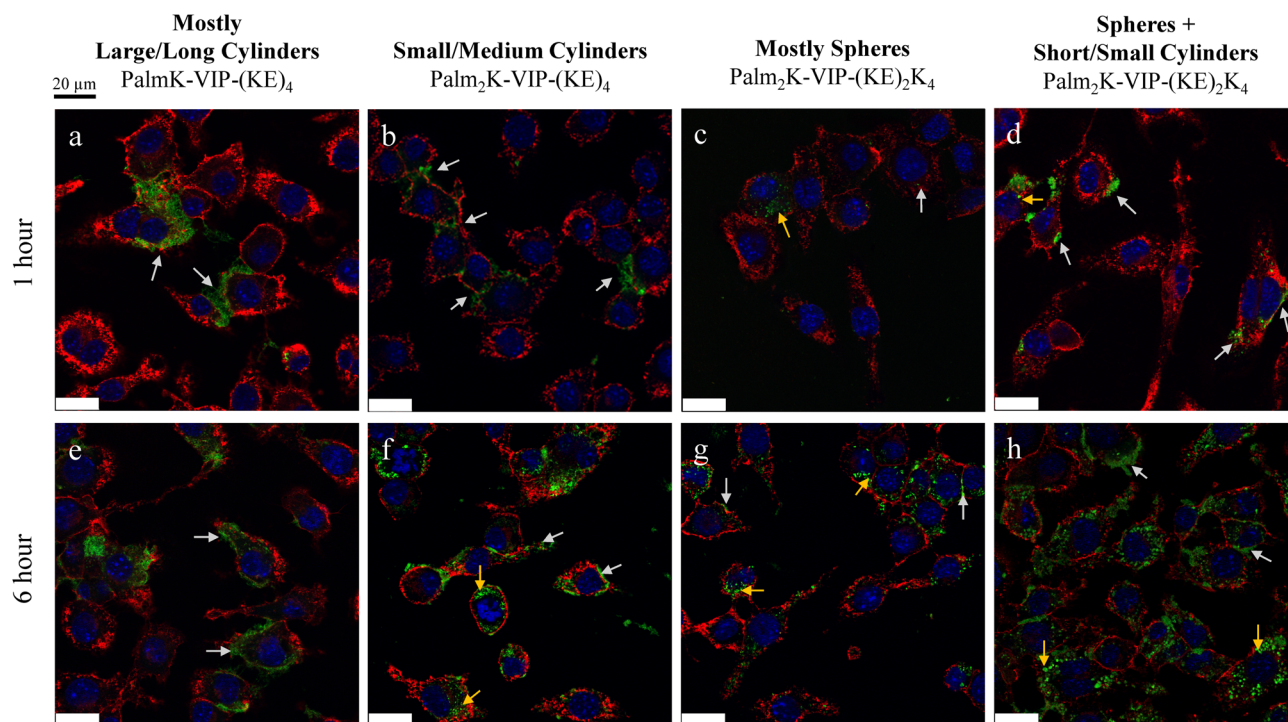 Mostly
Large/Long Cylinders
PalmK-VIP-(KE)₄
Small/Medium Cylinders
Palm₂K-VIP-(KE)₄
Mostly Spheres
Palm₂K-VIP-(KE)₂K₄
Spheres +
Short/Small Cylinders
Palm₂K-VIP-(KE)₂K₄
20 µm
1 hour
a
b
c
d
6 hour
e
f
g
h